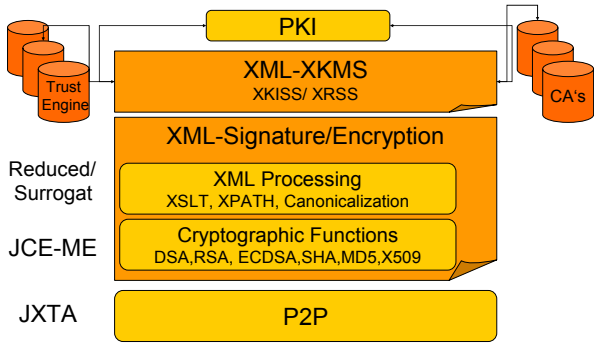 PKI
Trust
Engine
XML-XKMS
XKISS/ XRSS
CA's
XML-Signature/Encryption
Reduced/
Surrogat
XML Processing
XSLT, XPATH, Canonicalization
JCE-ME
Cryptographic Functions
DSA,RSA, ECDSA,SHA,MD5,X509
JXTA
P2P